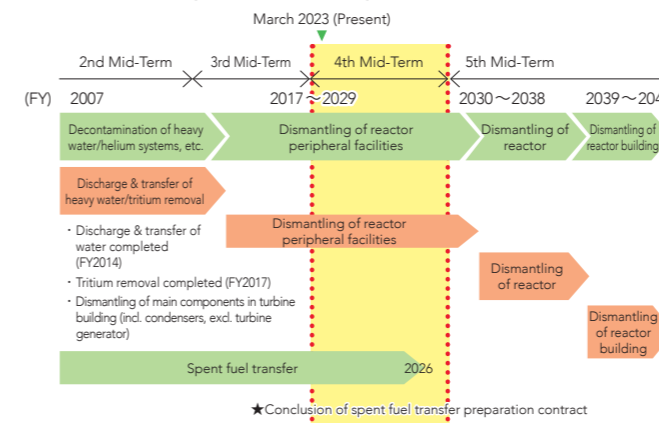 March 2023 (Present)
2nd Mid-Term
3rd Mid-Term
4th Mid-Term
5th Mid-Term
(FY)
2007
2017～2029
2030～2038
2039～204
Decontamination of heavy
water/helium systems, etc.
Dismantling of reactor
peripheral facilities
Dismantling of
reactor
Dismantling of
reactor building
Discharge & transfer of
heavy water/tritium removal
Dismantling of reactor
peripheral facilities
・Discharge & transfer of
water completed
(FY2014)
・Tritium removal completed (FY2017)
・Dismantling of main components in turbine
building (incl. condensers, excl. turbine
generator)
Dismantling
of reactor
Dismantling
of reactor
building
Spent fuel transfer
2026
★Conclusion of spent fuel transfer preparation contract